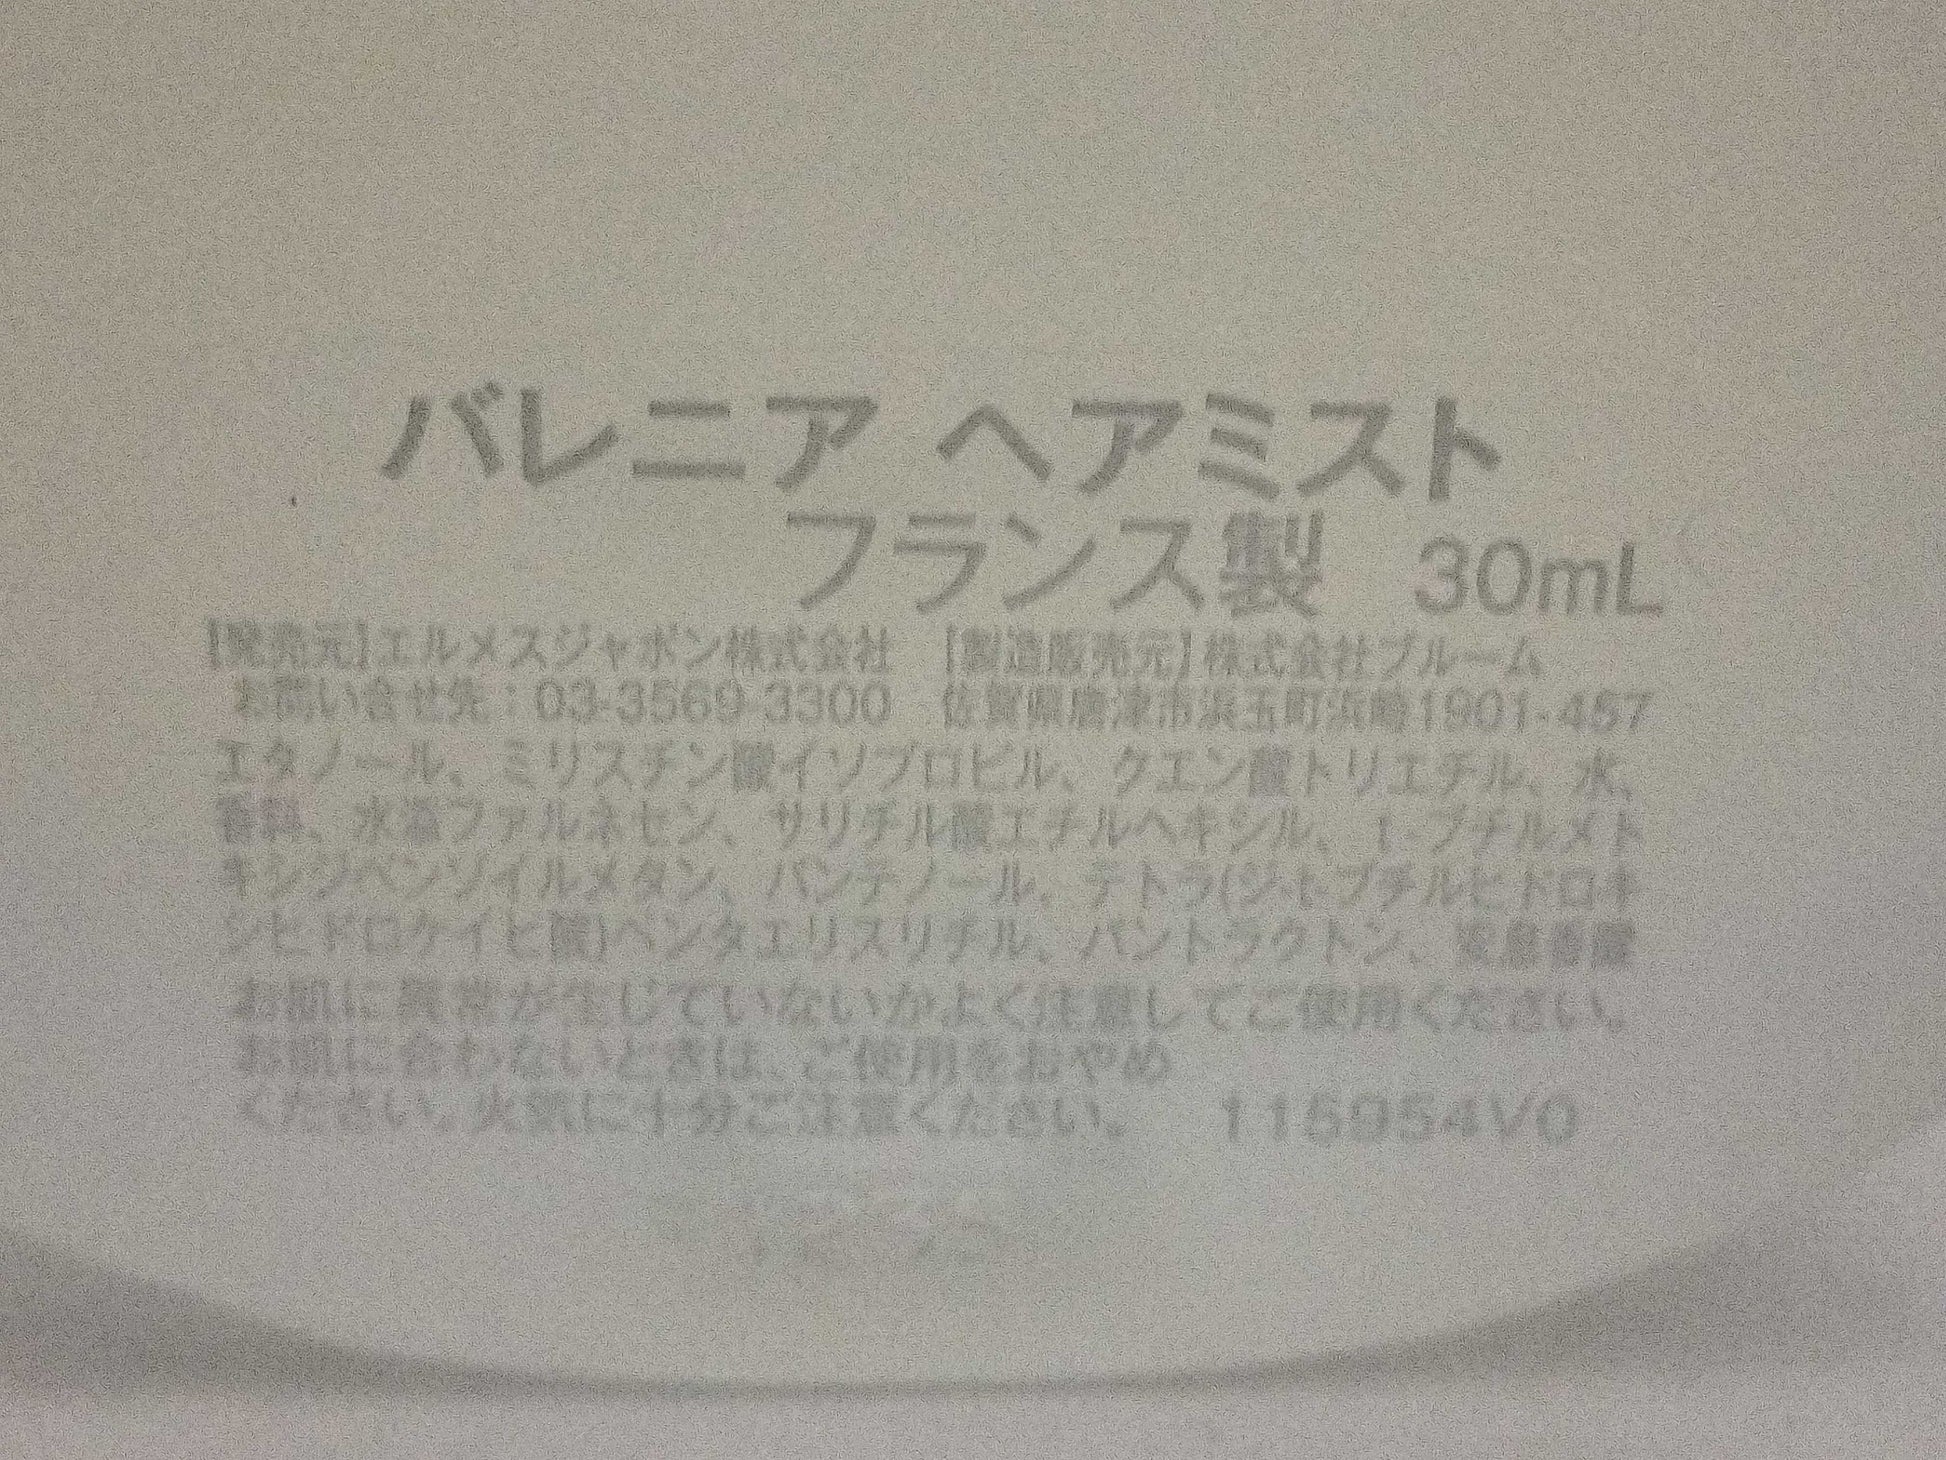 バレニア ヘアミスト
フランス製 30mL
[発売元]エルメスジャポン株式会社 [製造販売元]株式会社ブルーム
お問い合せ先：03-3569-3300 佐賀県唐津市浜玉町浜崎1901-457
エタノール、ミリスチン酸イソプロピル、クエン酸トリエチル、水、
香料、水添ファルネセン、サリチル酸エチルヘキシル、t-ブチルメト
キシジベンゾイルメタン、パンテノール、テトラ(ジ-t-ブチルヒドロキ
シヒドロケイヒ酸)ペンタエリスリチル、パントラクトン、
お肌に異常が生じていないかよく注意してご使用ください。
お肌に合わないときは、ご使用をおやめ
ください。火気に十分ご注意ください。 115954V0